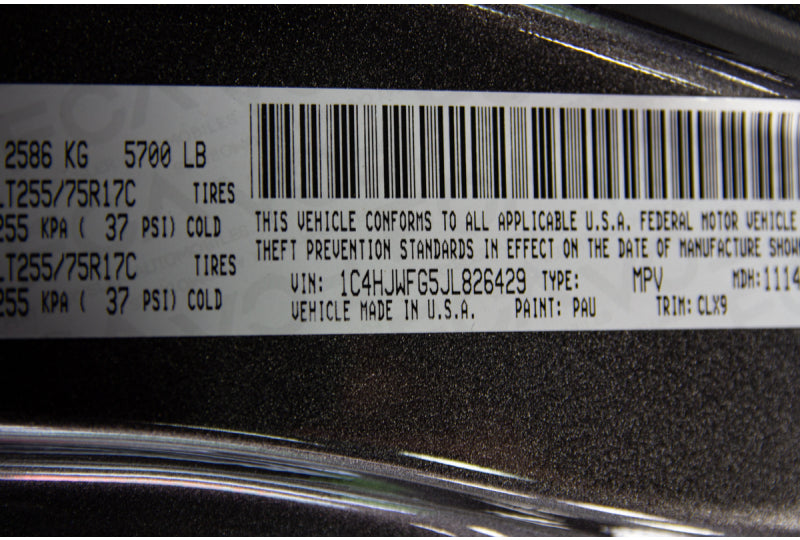 2586 KG 5700 LB
LT255/75R17C TIRES
255 KPA ( 37 PSI) COLD
LT255/75R17C TIRES
255 KPA ( 37 PSI) COLD
THIS VEHICLE CONFORMS TO ALL APPLICABLE U.S.A. FEDERAL MOTOR VEHICLE
THEFT PREVENTION STANDARDS IN EFFECT ON THE DATE OF MANUFACTURE SHOW
VIN: 1C4HJWFG5JL826429 TYPE: MPV MDH:1114
VEHICLE MADE IN U.S.A. PAINT: PAU TRIM: CLX9